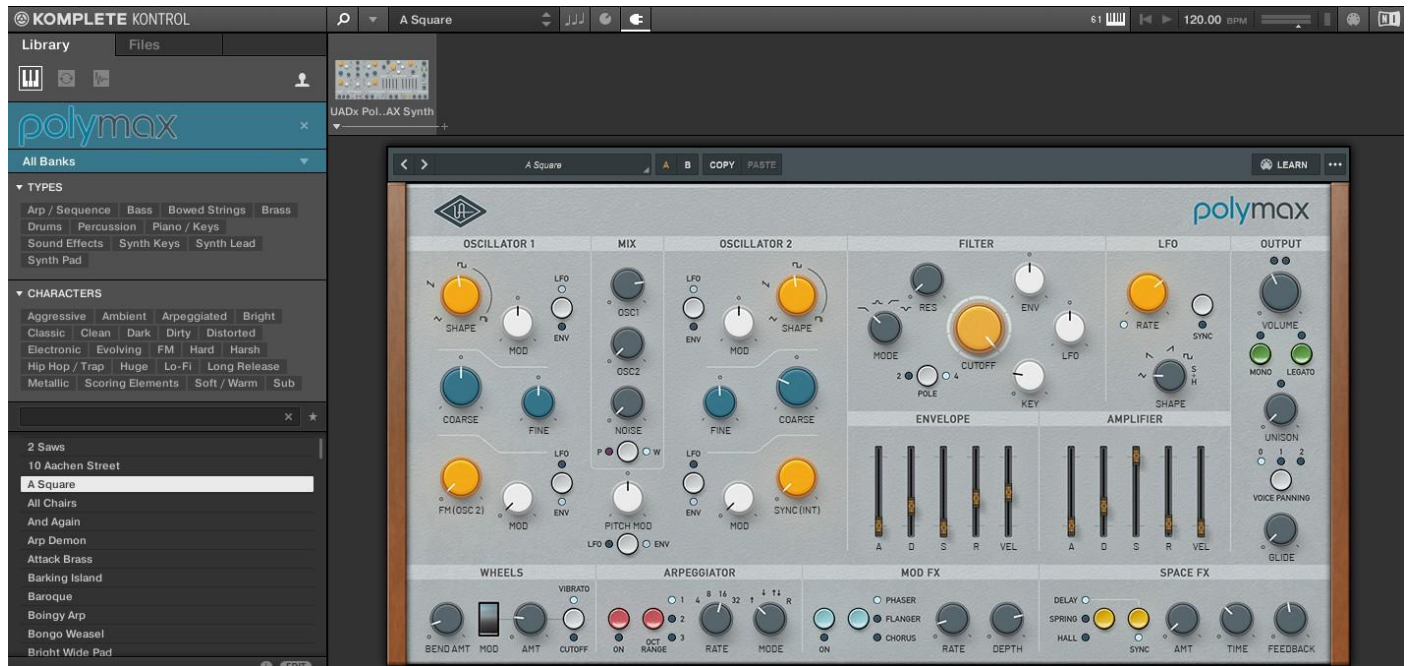 KOMPLETE KONTROL
A Square
61
120.00 BPM
Library
Files
UADx Pol..AX Synth
polymax
All Banks
TYPES
Arp / Sequence Bass Bowed Strings Brass
Drums Percussion Piano / Keys
Sound Effects Synth Keys Synth Lead
Synth Pad
CHARACTERS
Aggressive Ambient Arpeggiated Bright
Classic Clean Dark Dirty Distorted
Electronic Evolving FM Hard Harsh
Hip Hop / Trap Huge Lo-Fi Long Release
Metallic Scoring Elements Soft / Warm Sub
2 Saws
10 Aachen Street
A Square
All Chairs
And Again
Arp Demon
Attack Brass
Barking Island
Baroque
Boingy Arp
Bongo Weasel
Bright Wide Pad
EDIT
A Square
A B COPY PASTE
LEARN
UA
polymax
OSCILLATOR 1 MIX OSCILLATOR 2 FILTER LFO OUTPUT
LFO LFO
SHAPE ENV OSC1 ENV SHAPE RES ENV RATE SYNC VOLUME
MOD MOD MODE CUTOFF LFO
OSC2 MONO LEGATO
2 4
POLE KEY SHAPE S+H
COARSE FINE NOISE FINE COARSE
P W
ENVELOPE AMPLIFIER UNISON
LFO LFO 0 1 2
FM (OSC 2) MOD ENV PITCH MOD ENV MOD SYNC (INT) VOICE PANNING
LFO ENV
A D S R VEL A D S R VEL GLIDE
WHEELS ARPEGGIATOR MOD FX SPACE FX
VIBRATO 1 4 8 16 32 R PHASER DELAY
2 FLANGER SPRING
3 CHORUS HALL
BEND AMT MOD AMT CUTOFF ON OCT RANGE RATE MODE ON RATE DEPTH SYNC AMT TIME FEEDBACK